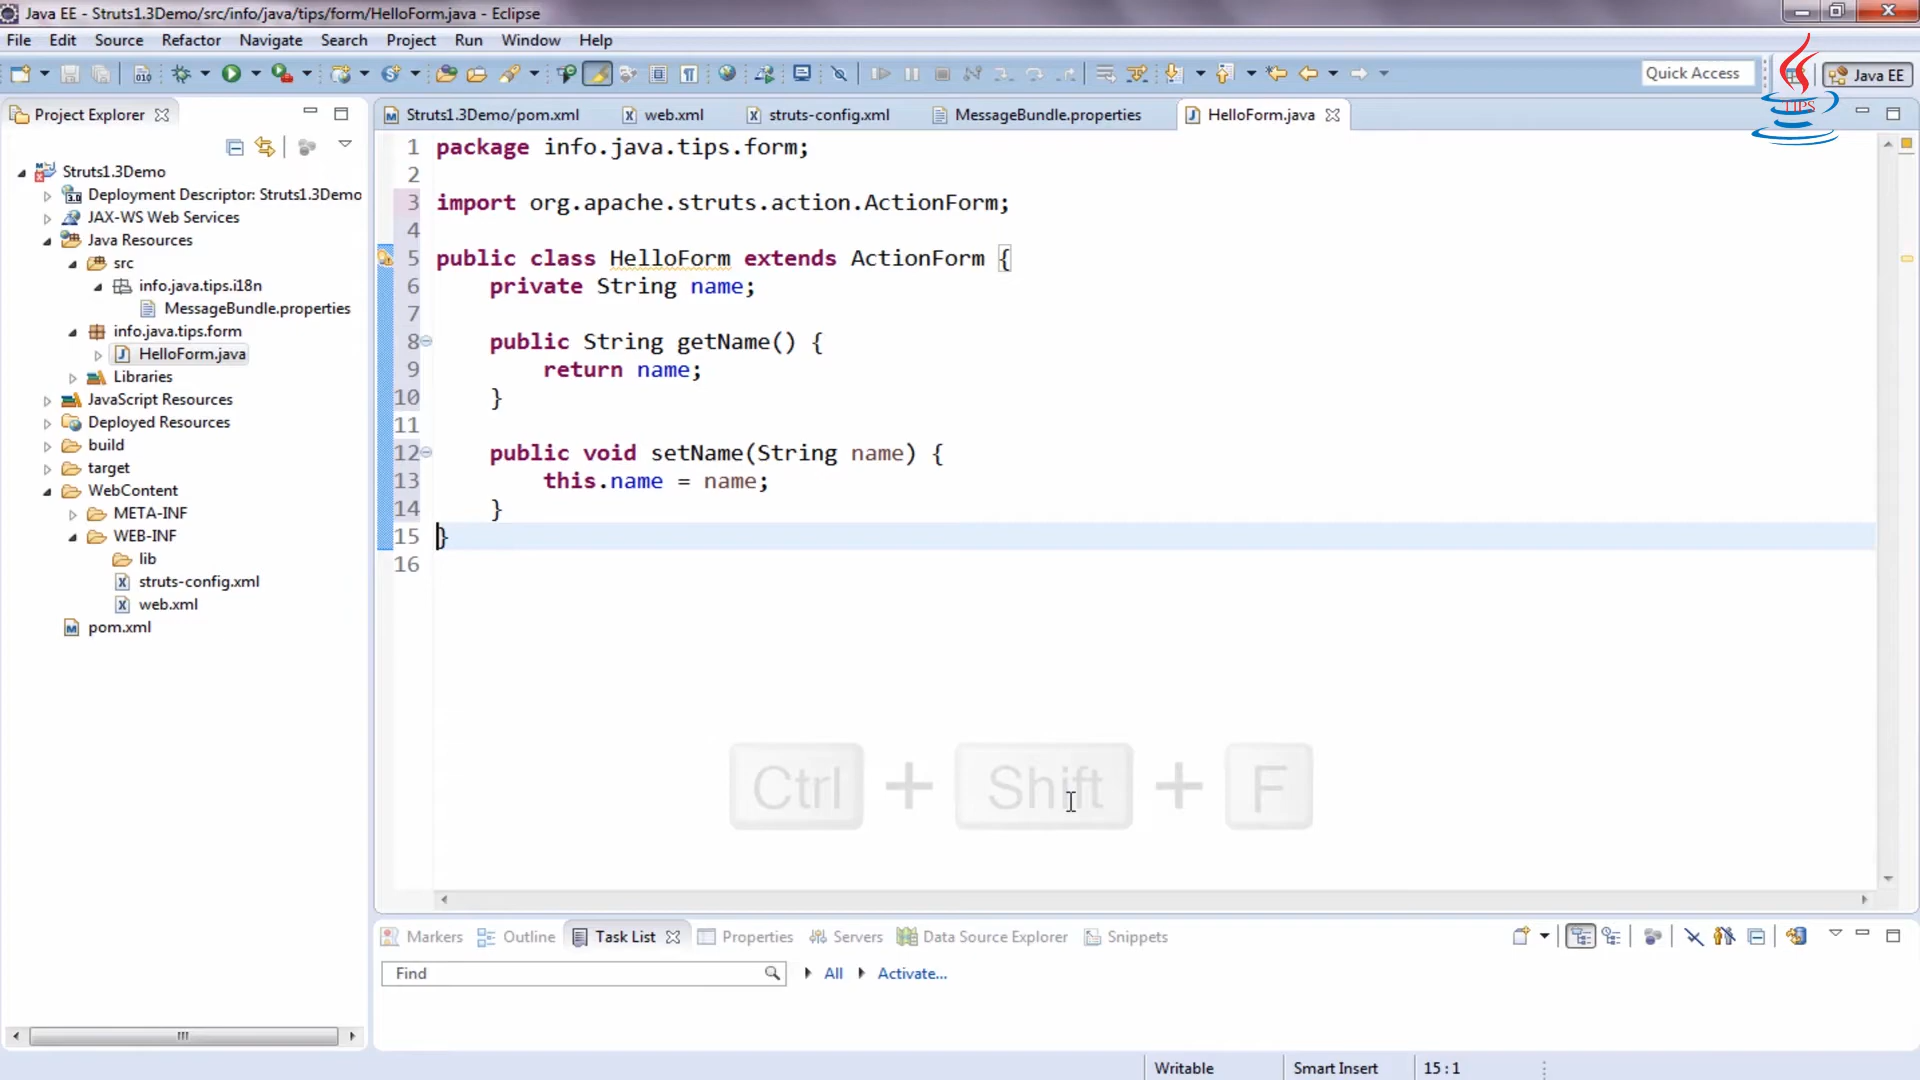 Java EE - Struts1.3Demo/src/info/java/tips/form/HelloForm.java - Eclipse
File Edit Source Refactor Navigate Search Project Run Window Help
Quick Access
Java EE
TIPS
Project Explorer
Struts1.3Demo
Deployment Descriptor: Struts1.3Demo
JAX-WS Web Services
Java Resources
src
info.java.tips.i18n
MessageBundle.properties
info.java.tips.form
HelloForm.java
Libraries
JavaScript Resources
Deployed Resources
build
target
WebContent
META-INF
WEB-INF
lib
struts-config.xml
web.xml
pom.xml
Struts1.3Demo/pom.xml web.xml struts-config.xml MessageBundle.properties HelloForm.java
1 package info.java.tips.form;
2
3 import org.apache.struts.action.ActionForm;
4
5 public class HelloForm extends ActionForm {
6 private String name;
7
8 public String getName() {
9 return name;
10 }
11
12 public void setName(String name) {
13 this.name = name;
14 }
15 }
16
Ctrl + Shift + F
Markers Outline Task List Properties Servers Data Source Explorer Snippets
Find All Activate...
Writable Smart Insert 15 : 1